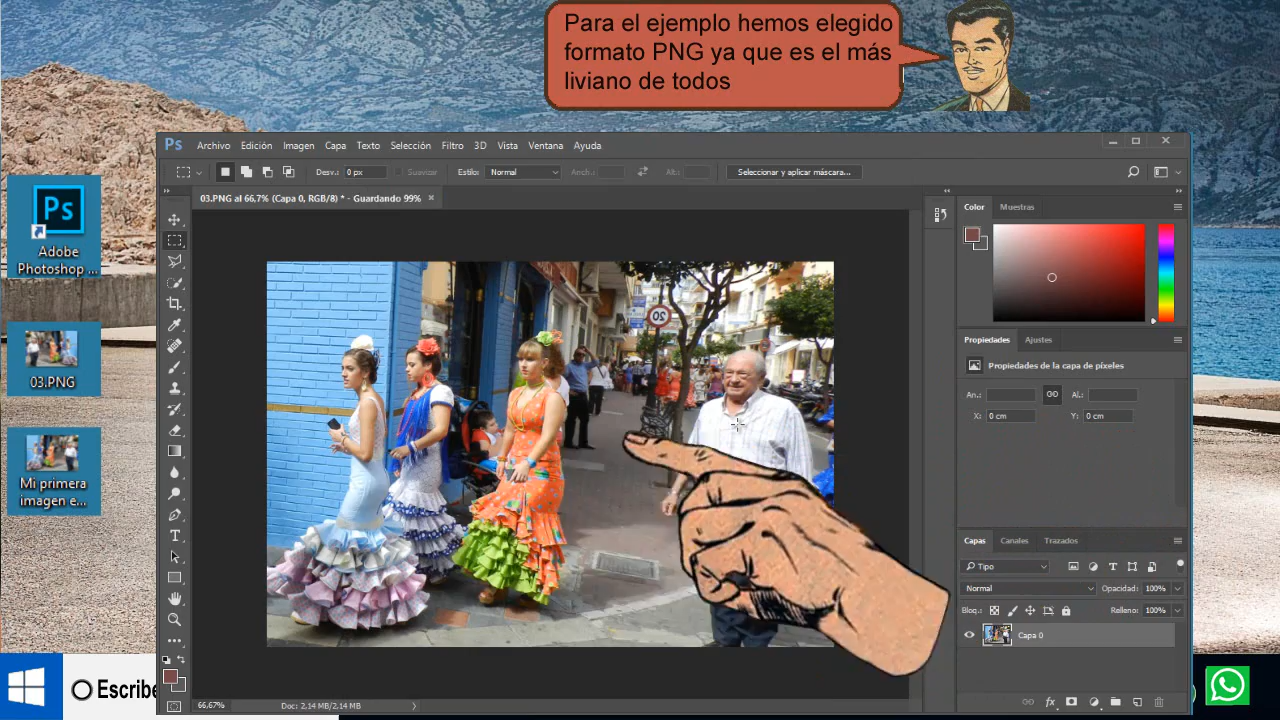 Para el ejemplo hemos elegido
formato PNG ya que es el más
liviano de todos
Ps
Archivo Edición Imagen Capa Texto Selección Filtro 3D Vista Ventana Ayuda
Desv.: 0 px Suavizar Estilo: Normal Anch.: Alt.: Seleccionar y aplicar máscara...
03.PNG al 66,7% (Capa 0, RGB/8) * - Guardando 99% ×
Color Muestras
Ps
Adobe
Photoshop ...
20
Propiedades Ajustes
Propiedades de la capa de píxeles
An.: Al.:
X: 0 cm Y: 0 cm
03.PNG
Mi primera
imagen e...
Capas Canales Trazados
Tipo
Normal Opacidad: 100%
Bloq.: Relleno: 100%
Capa 0
Escribe
66,67% Doc: 2,14 MB/2,14 MB